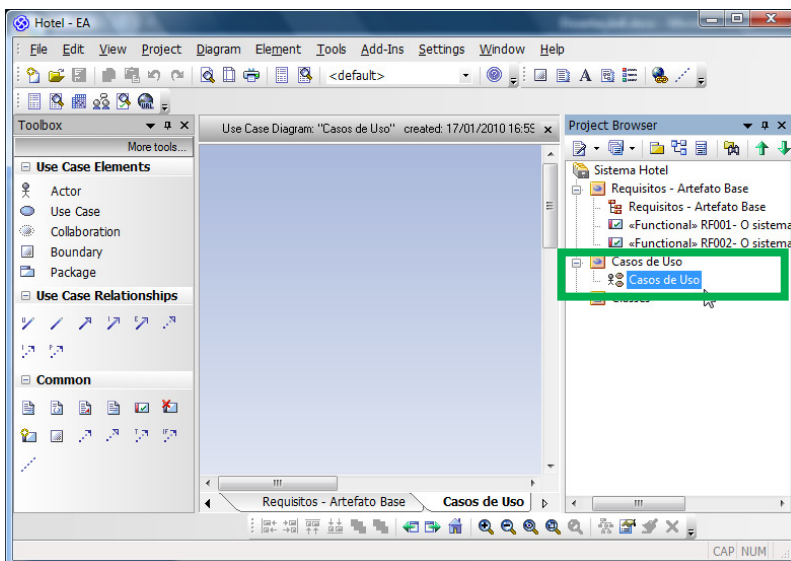 Hotel - EA
File Edit View Project Diagram Element Tools Add-Ins Settings Window Help
<default>
Toolbox
More tools...
Use Case Elements
Actor
Use Case
Collaboration
Boundary
Package
Use Case Relationships
Common
Use Case Diagram: "Casos de Uso" created: 17/01/2010 16:55
Requisitos - Artefato Base
Casos de Uso
Project Browser
Sistema Hotel
Requisitos - Artefato Base
Requisitos - Artefato Base
«Functional» RF001- O sistema
«Functional» RF002- O sistema
Casos de Uso
Casos de Uso
Classes
CAP NUM